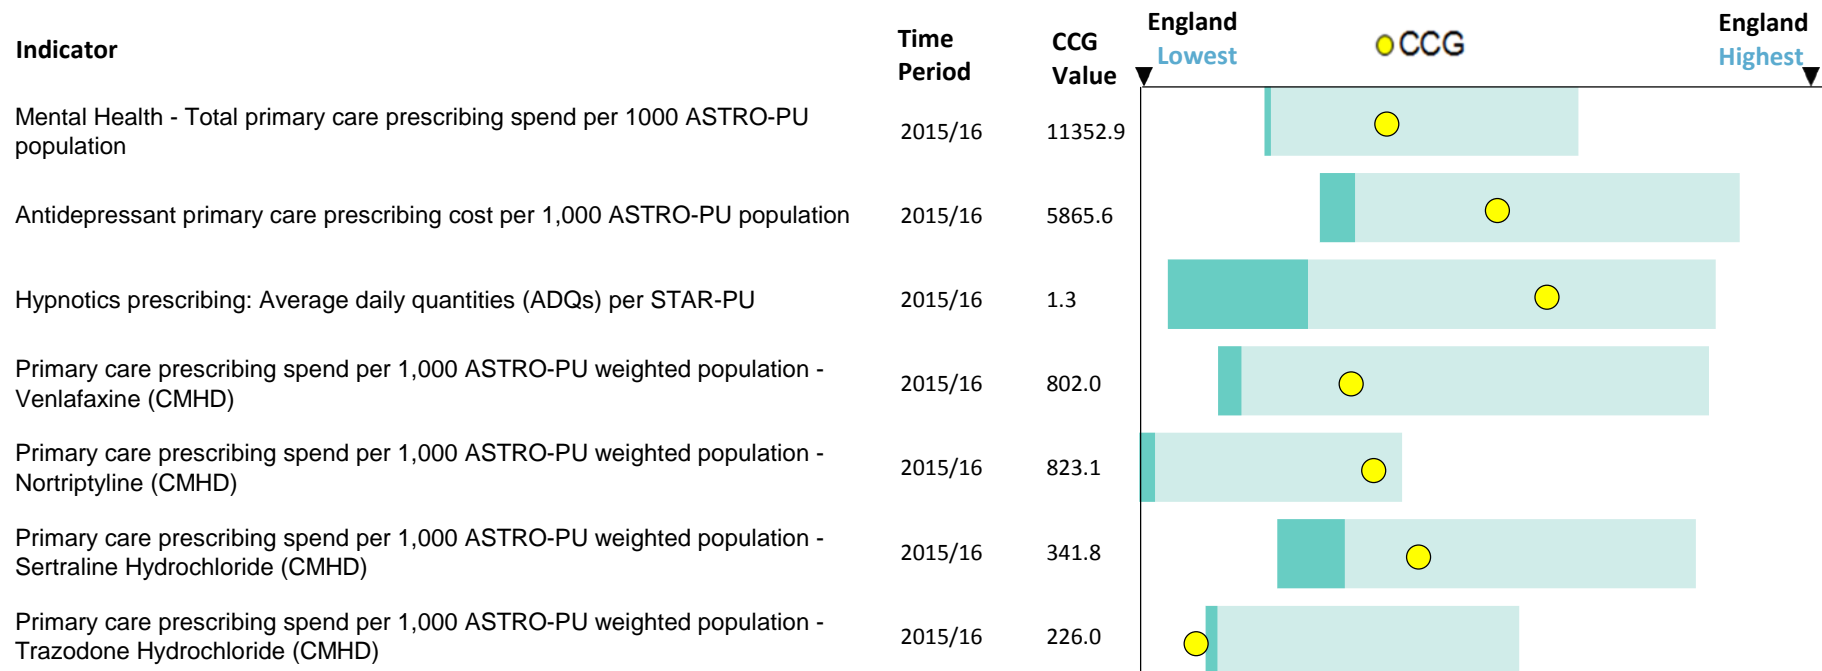 Indicator
Time
Period
CCG
Value
England
Lowest
CCG
England
Highest
Mental Health - Total primary care prescribing spend per 1000 ASTRO-PU
population
2015/16
11352.9
Antidepressant primary care prescribing cost per 1,000 ASTRO-PU population
2015/16
5865.6
Hypnotics prescribing: Average daily quantities (ADQs) per STAR-PU
2015/16
1.3
Primary care prescribing spend per 1,000 ASTRO-PU weighted population -
Venlafaxine (CMHD)
2015/16
802.0
Primary care prescribing spend per 1,000 ASTRO-PU weighted population -
Nortriptyline (CMHD)
2015/16
823.1
Primary care prescribing spend per 1,000 ASTRO-PU weighted population -
Sertraline Hydrochloride (CMHD)
2015/16
341.8
Primary care prescribing spend per 1,000 ASTRO-PU weighted population -
Trazodone Hydrochloride (CMHD)
2015/16
226.0